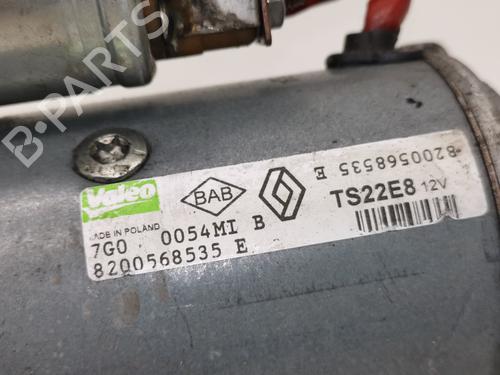 B-PARTS
Valeo
BAB
8200568535 E
TS22E8 12V
MADE IN POLAND
7G0 0054MI B
8200568535 E